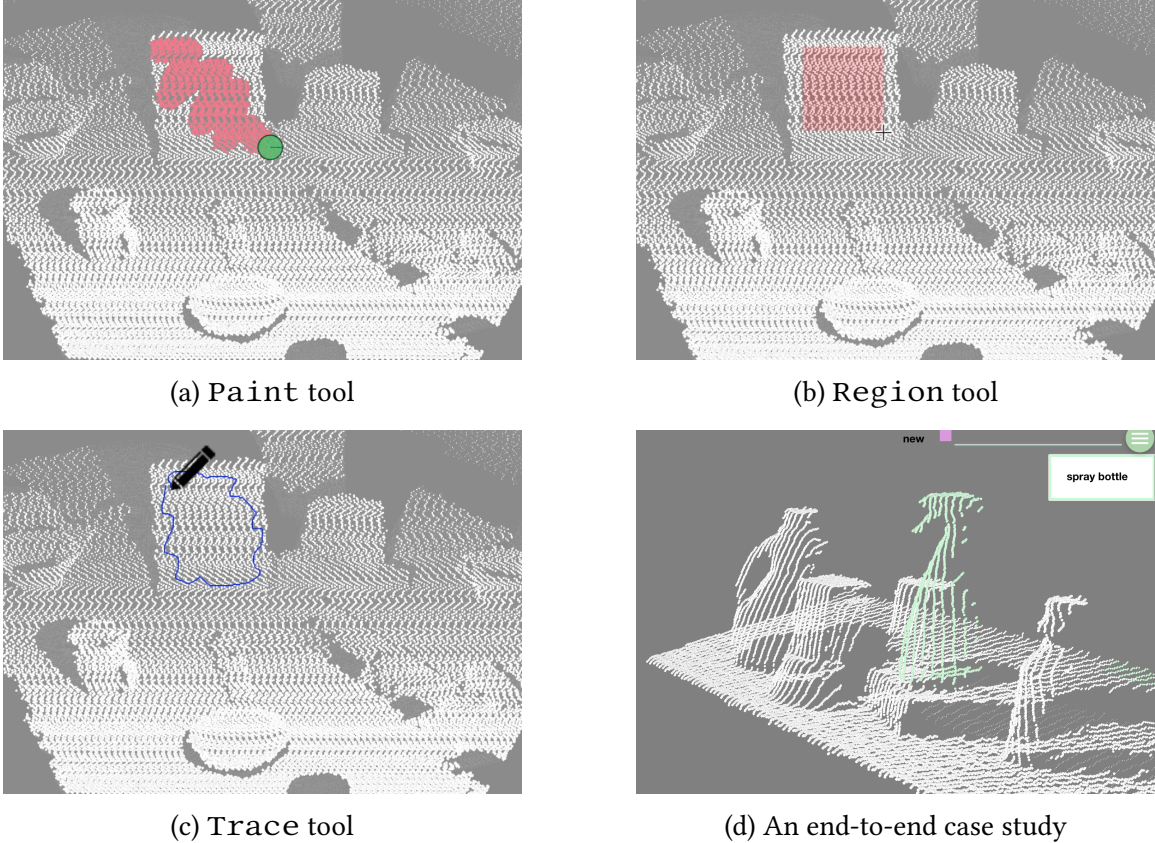 (a) Paint tool
(b) Region tool
new
spray bottle
(c) Trace tool
(d) An end-to-end case study